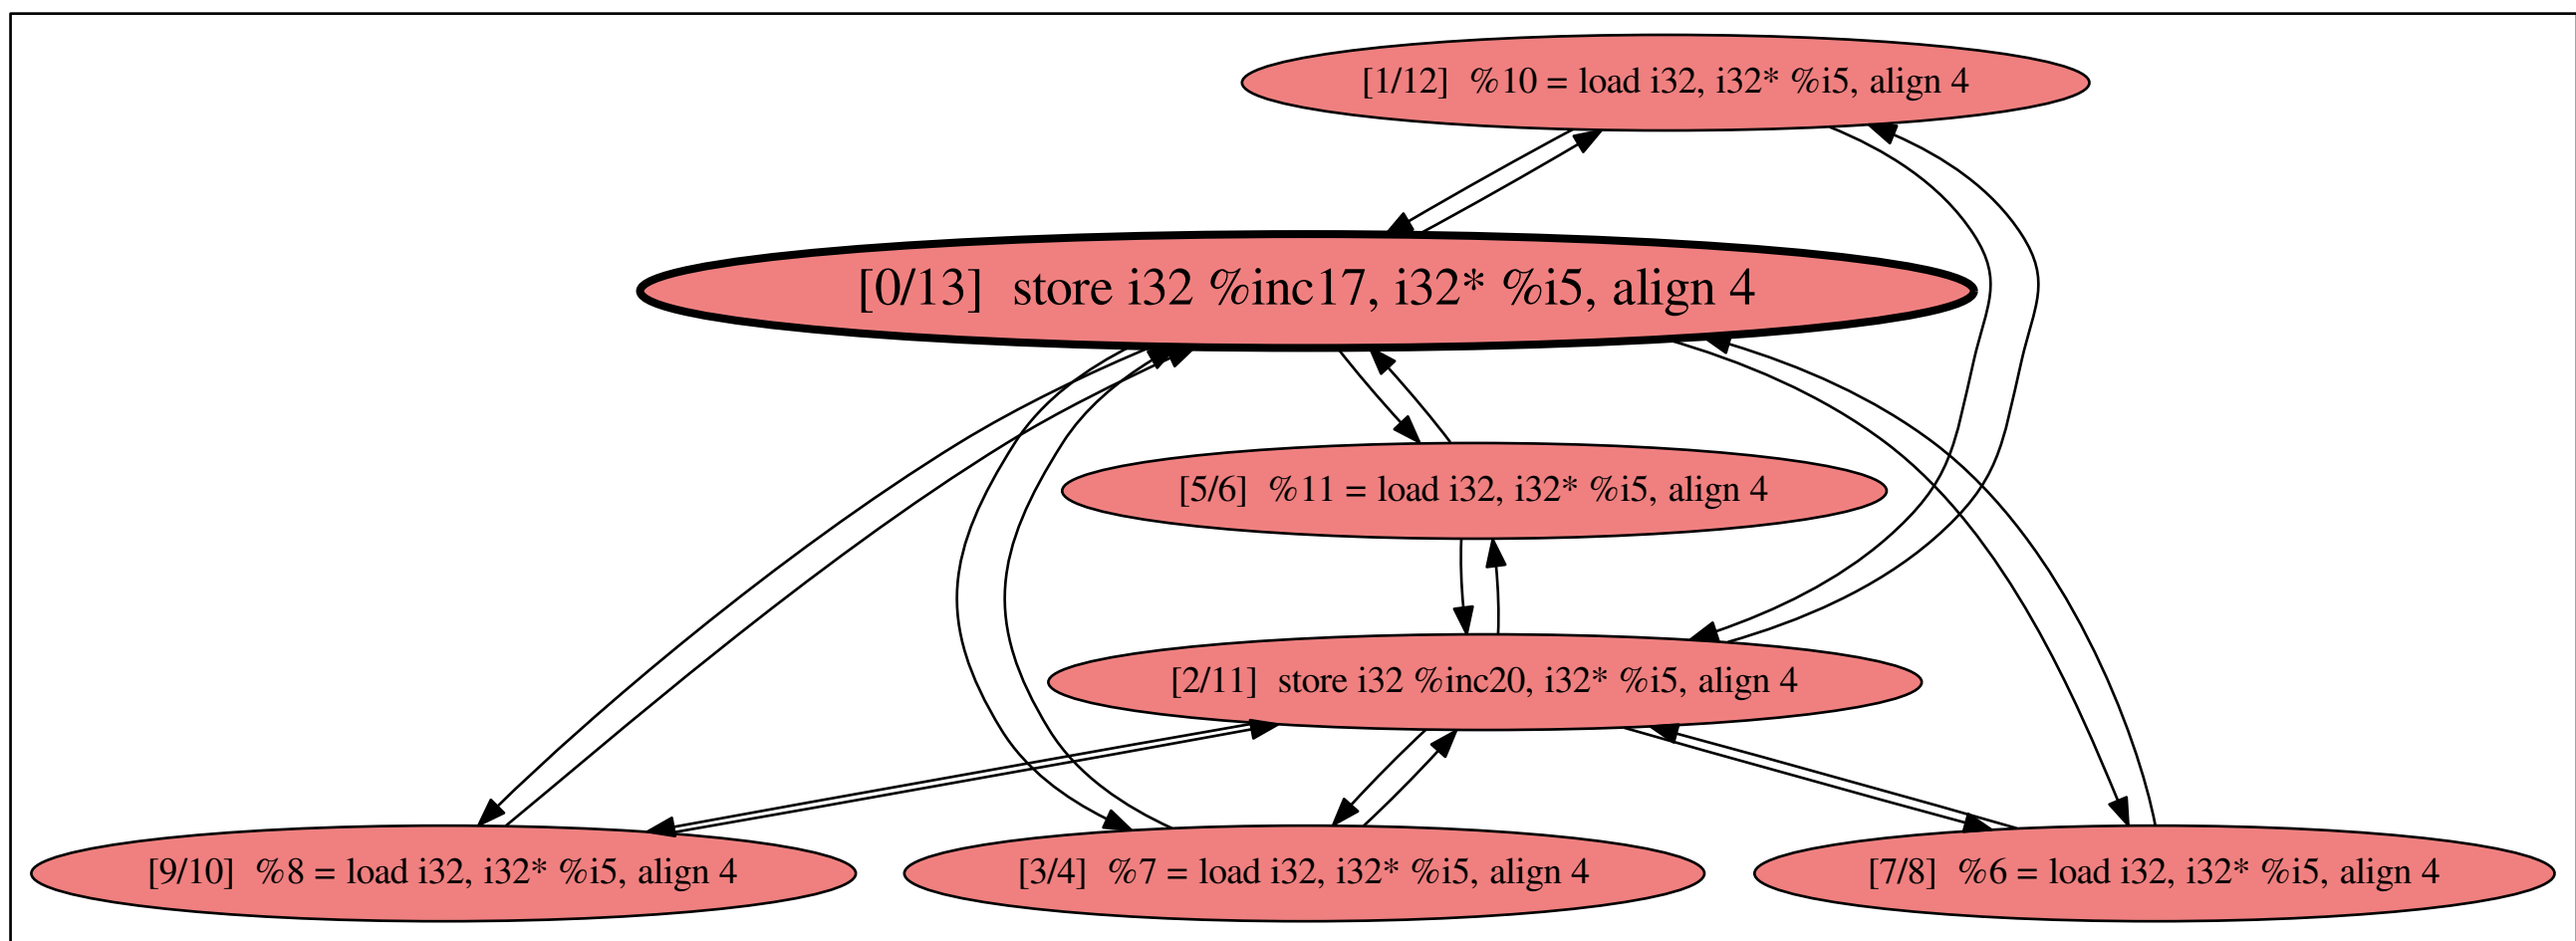 [1/12]  %10 = load i32, i32* %i5, align 4
[0/13]  store i32 %inc17, i32* %i5, align 4
[5/6]  %11 = load i32, i32* %i5, align 4
[2/11]  store i32 %inc20, i32* %i5, align 4
[9/10]  %8 = load i32, i32* %i5, align 4
[3/4]  %7 = load i32, i32* %i5, align 4
[7/8]  %6 = load i32, i32* %i5, align 4